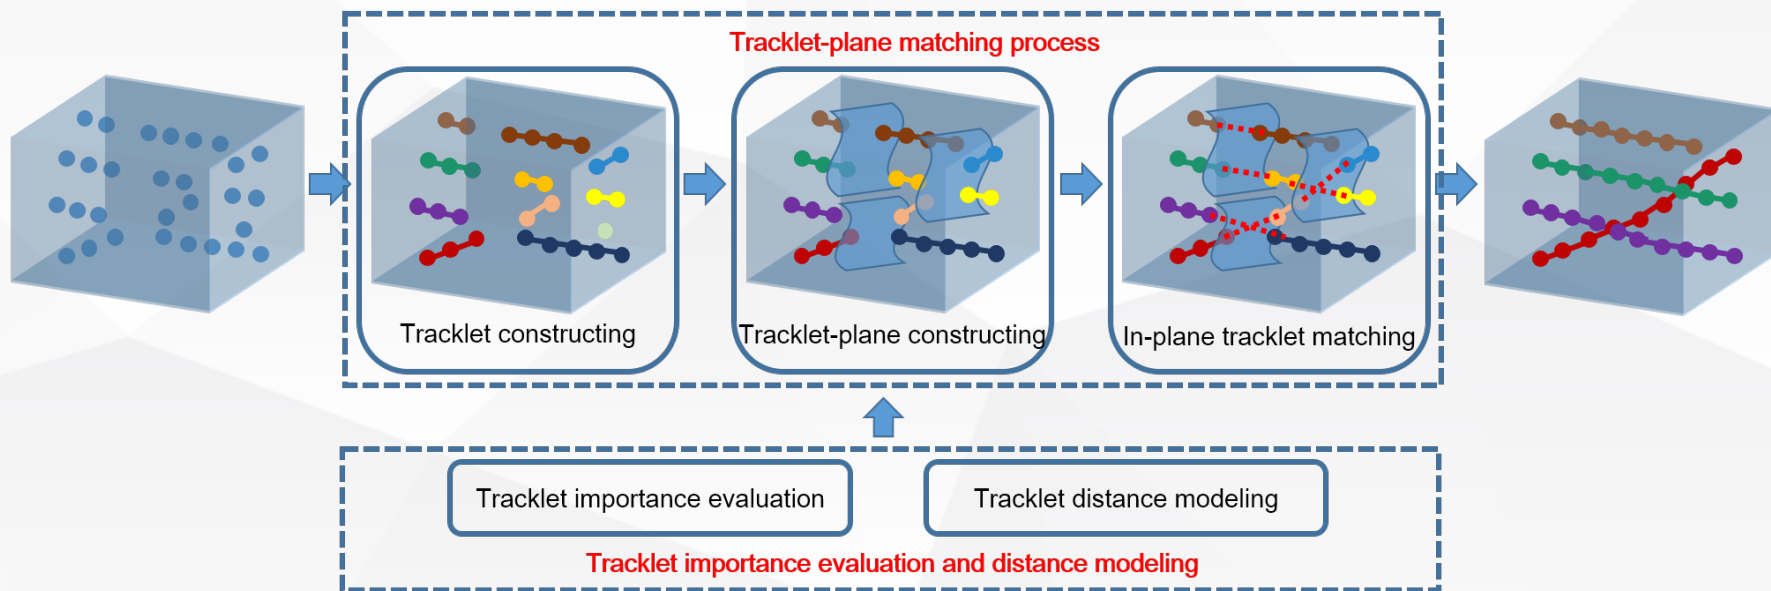 Tracklet-plane matching process
Tracklet constructing
Tracklet-plane constructing
In-plane tracklet matching
Tracklet importance evaluation
Tracklet distance modeling
Tracklet importance evaluation and distance modeling